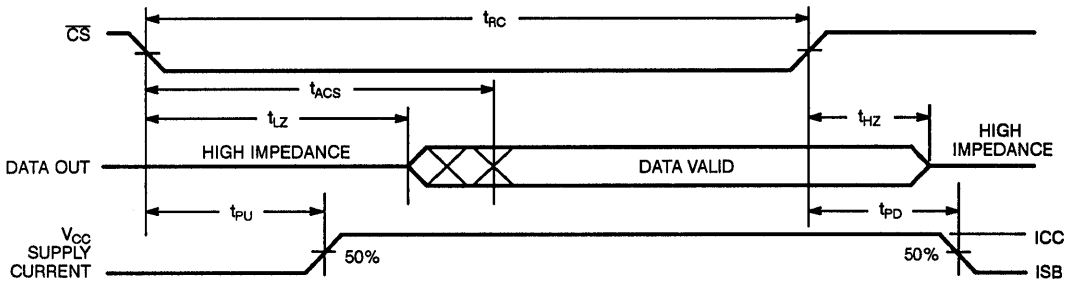 tRC
CS
tACS
tLZ
tHZ
HIGH IMPEDANCE
HIGH
IMPEDANCE
DATA OUT
DATA VALID
tPU
tPD
VCC
SUPPLY
CURRENT
50%
50%
ICC
ISB